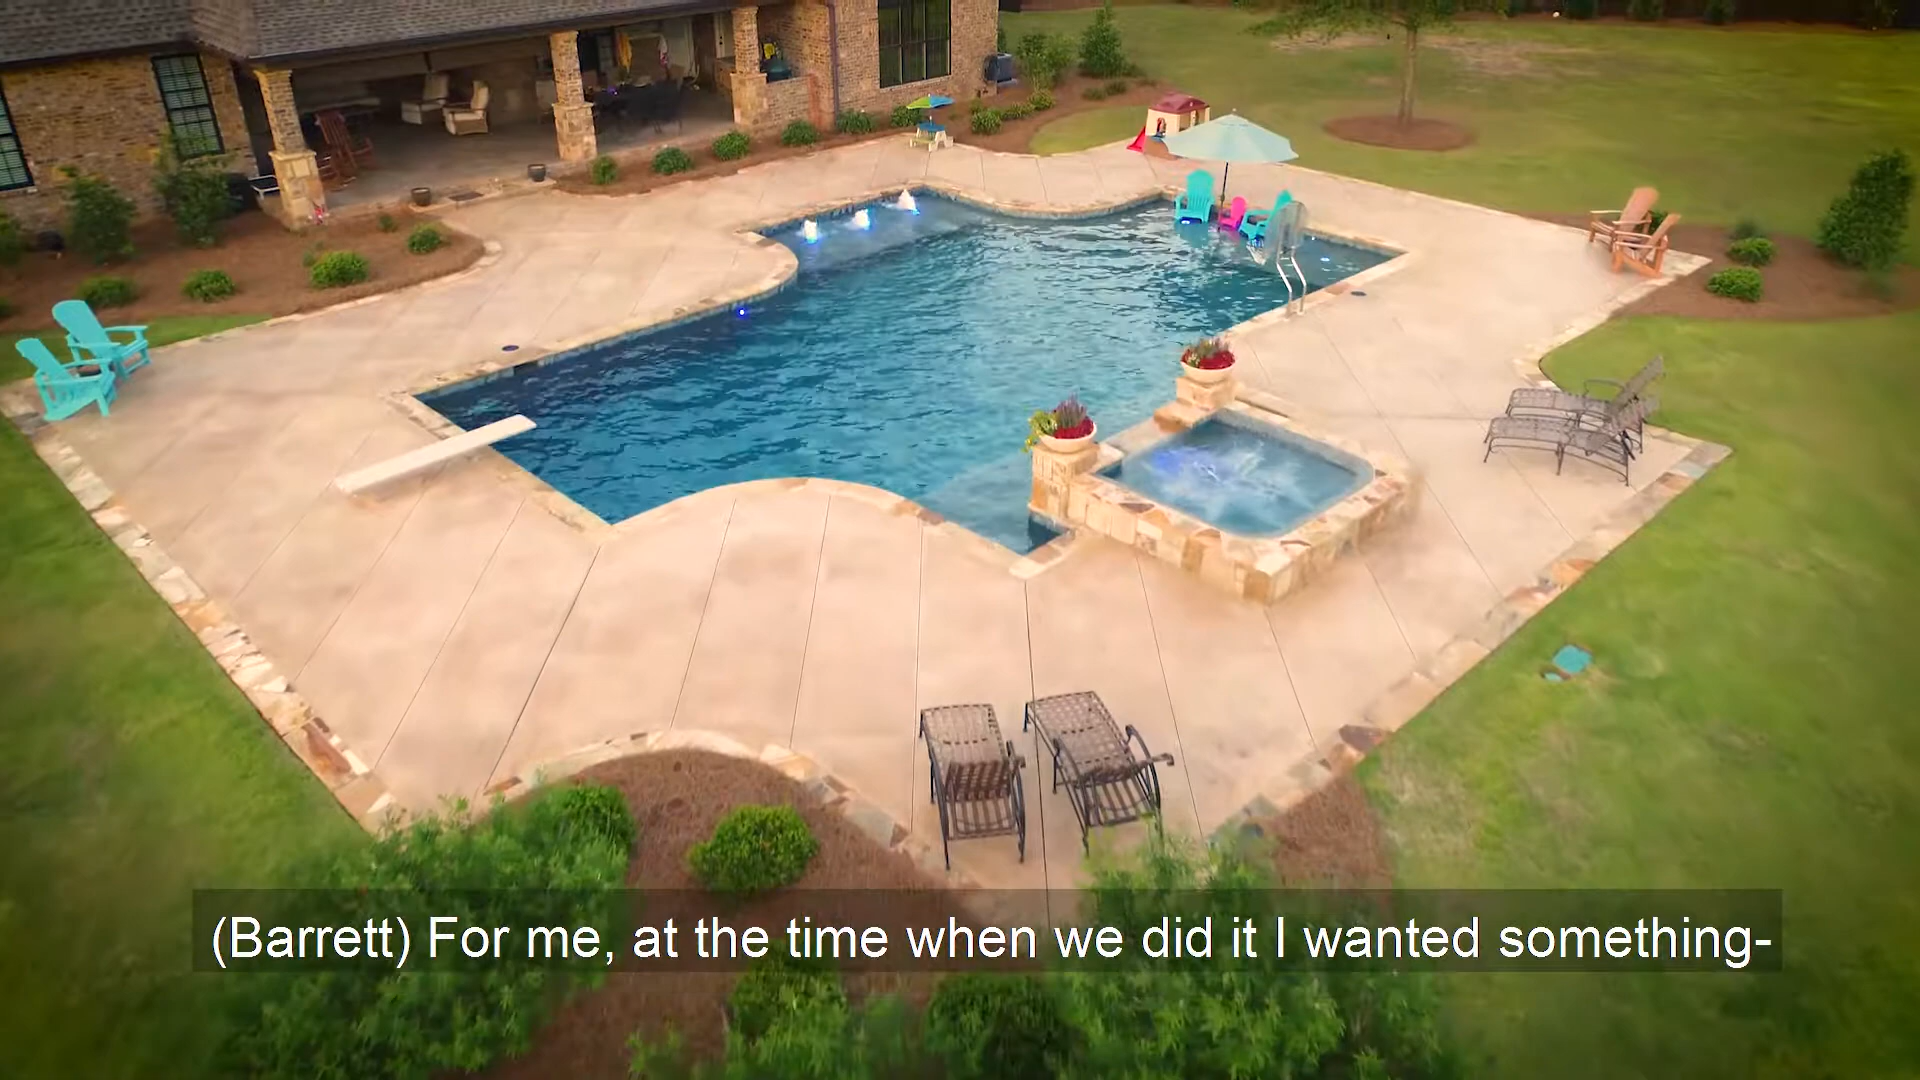 (Barrett) For me, at the time when we did it I wanted something-